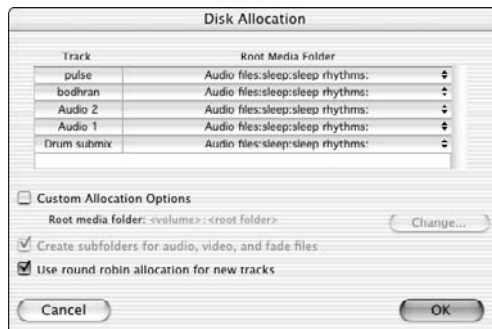 Disk Allocation
Track Root Media Folder
pulse Audio files:sleep:sleep rhythms:
bodhran Audio files:sleep:sleep rhythms:
Audio 2 Audio files:sleep:sleep rhythms:
Audio 1 Audio files:sleep:sleep rhythms:
Drum submix Audio files:sleep:sleep rhythms:
Custom Allocation Options
Root media folder: <volume>:<root folder> Change...
Create subfolders for audio, video, and fade files
Use round robin allocation for new tracks
Cancel OK